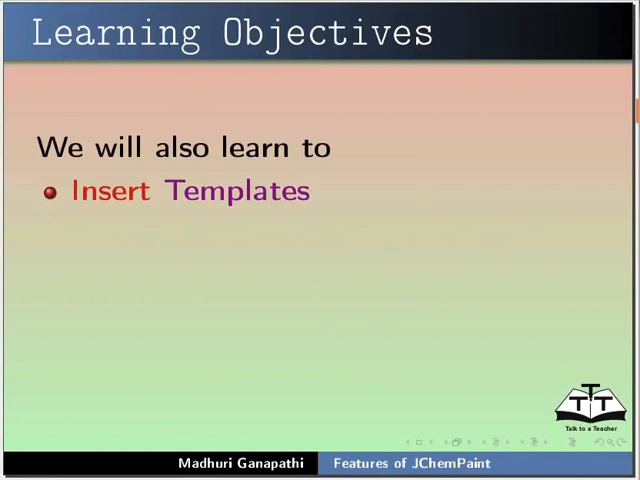 Learning Objectives
We will also learn to
Insert Templates
T T T
Talk to a Teacher
Madhuri Ganapathi Features of JChemPaint